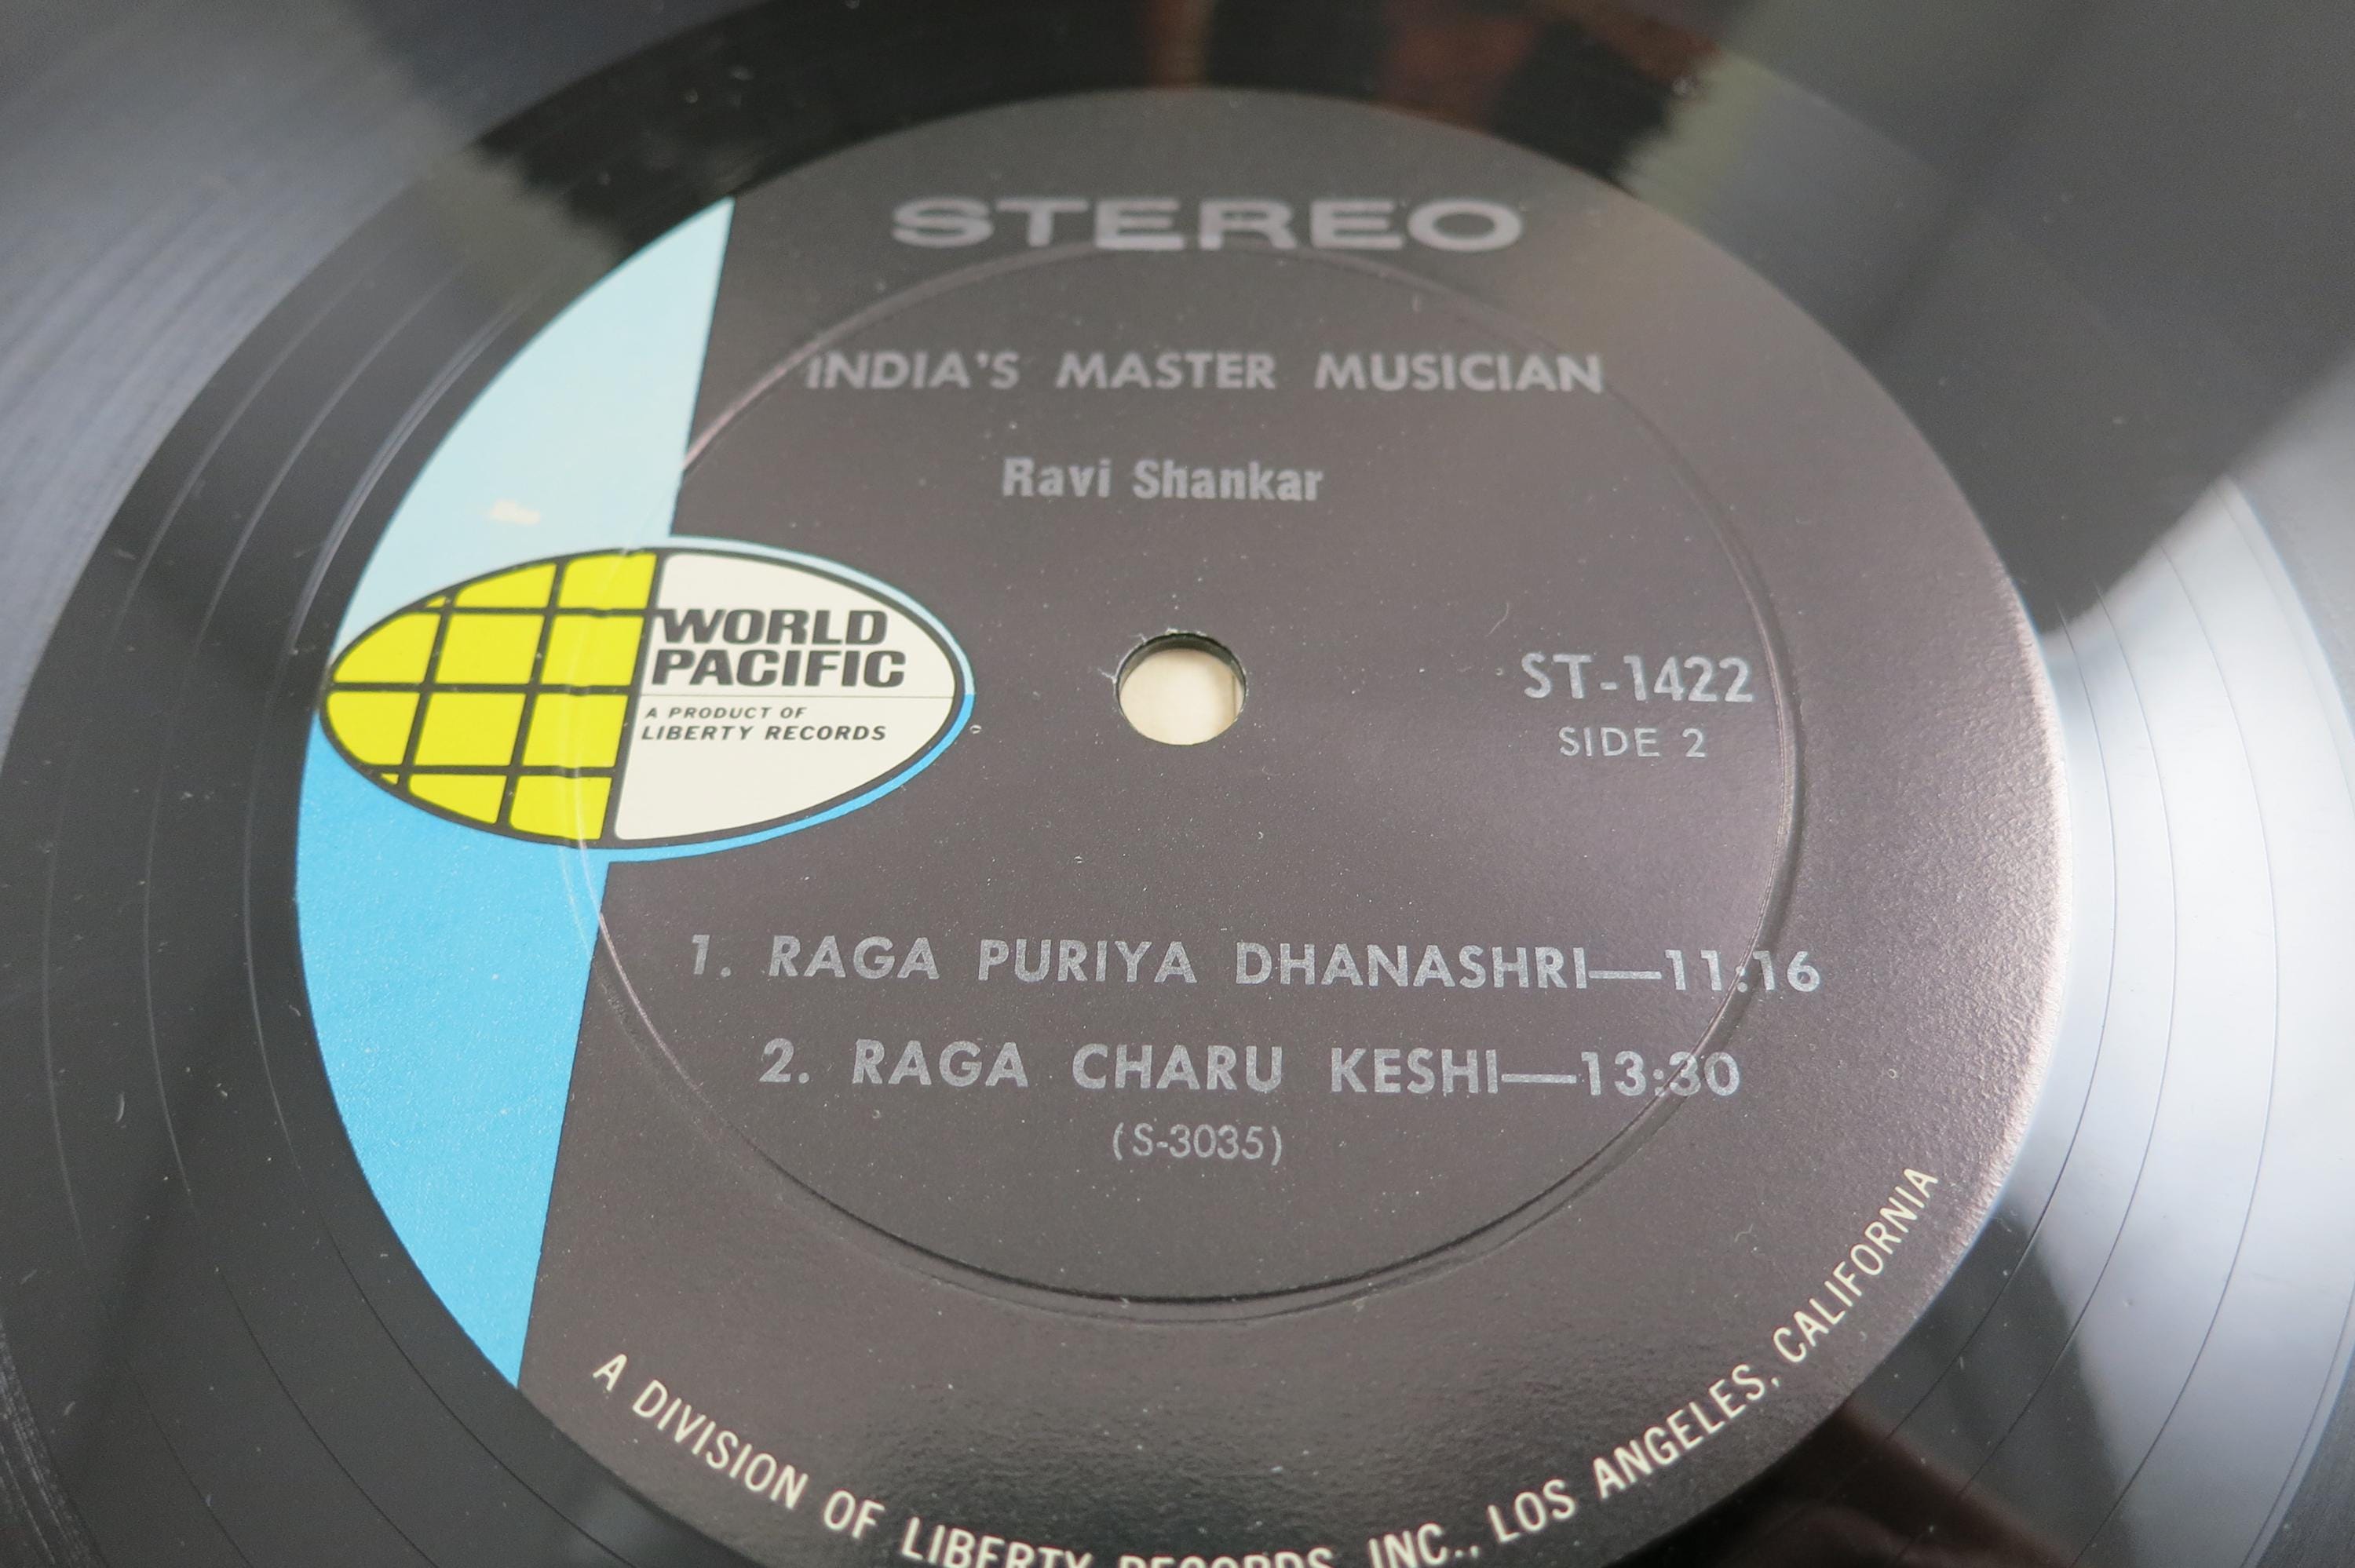 STEREO
INDIA'S MASTER MUSICIAN
Ravi Shankar
WORLD
PACIFIC
A PRODUCT OF
LIBERTY RECORDS
ST-1422
SIDE 2
1. RAGA PURIYA DHANASHRI—11:16
2. RAGA CHARU KESHI—13:30
(S-3035)
A DIVISION OF LIBERTY RECORDS, INC., LOS ANGELES, CALIFORNIA